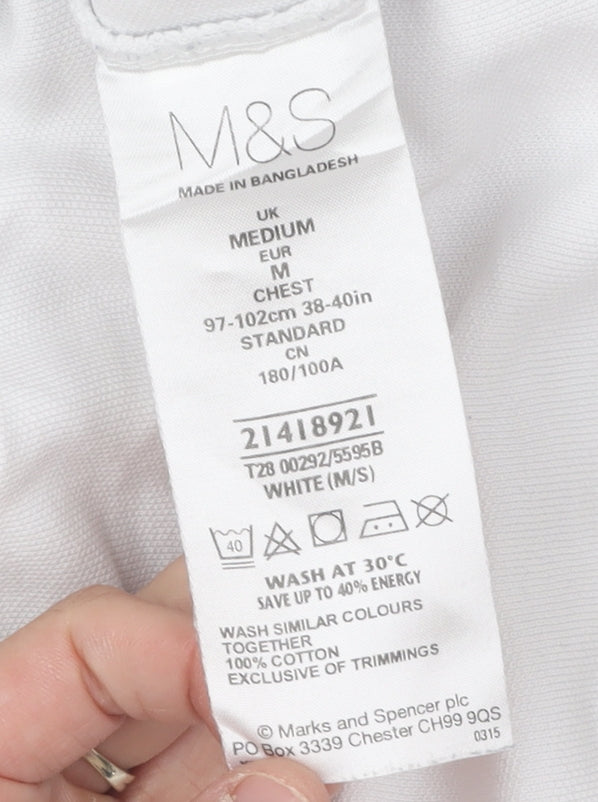 M&S
MADE IN BANGLADESH
UK
MEDIUM
EUR
M
CHEST
97-102cm 38-40in
STANDARD
CN
180/100A
21418921
T28 00292/5595B
WHITE (M/S)
40
WASH AT 30°C
SAVE UP TO 40% ENERGY
WASH SIMILAR COLOURS
TOGETHER
100% COTTON
EXCLUSIVE OF TRIMMINGS
© Marks and Spencer plc
PO Box 3339 Chester CH99 9QS
0315